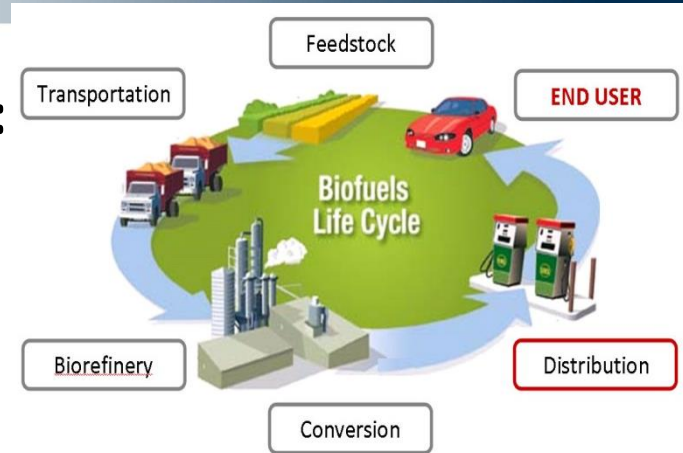 Feedstock
Transportation
END USER
:
Biofuels
Life Cycle
Biorefinery
Distribution
Conversion